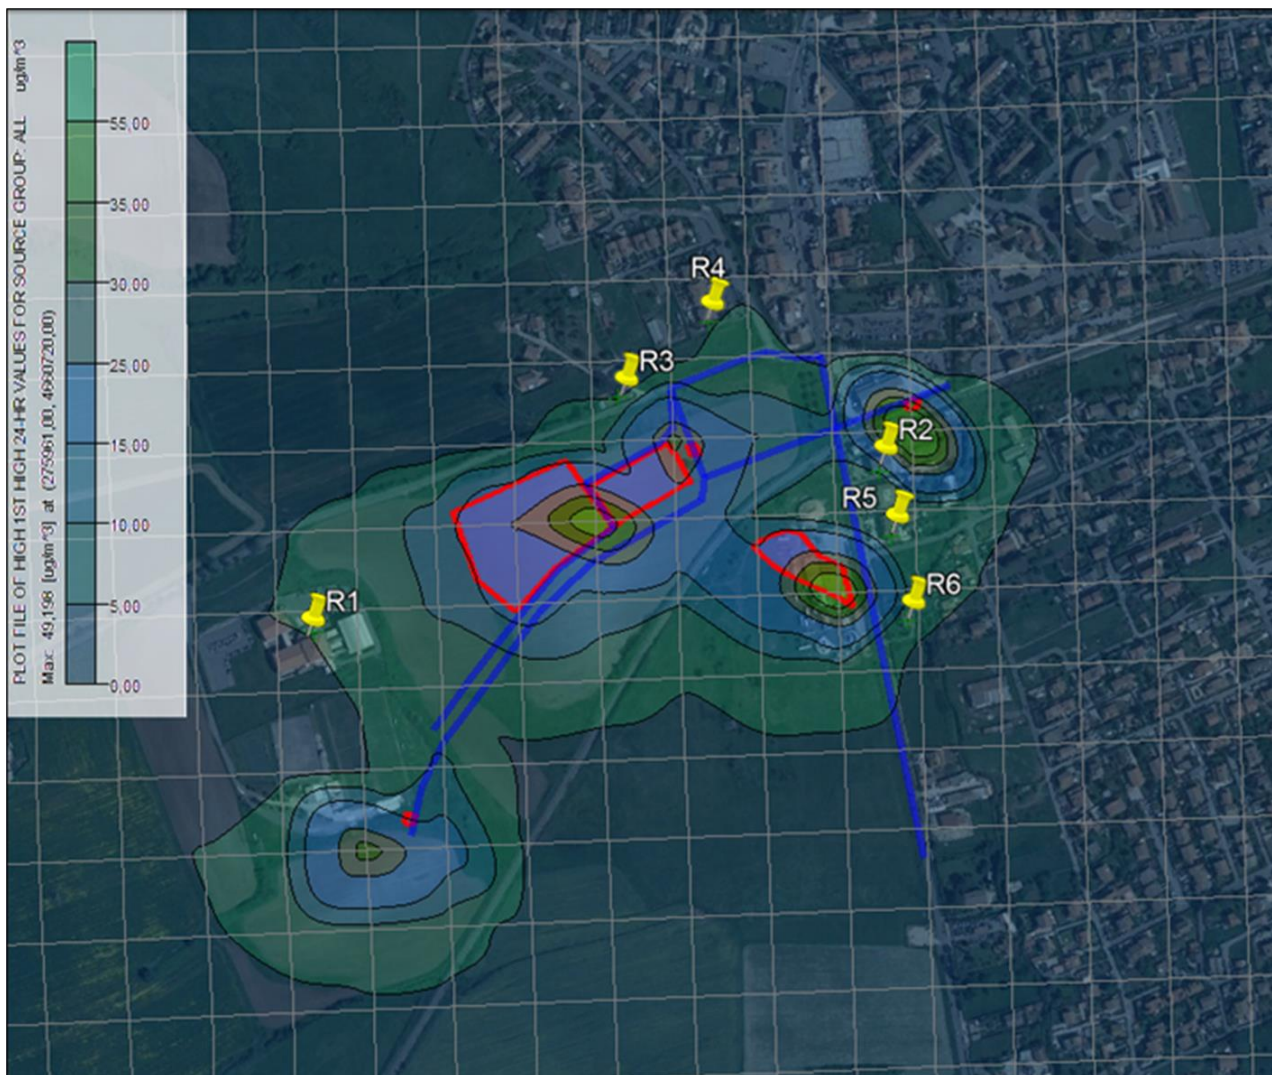 PLOT FILE OF HIGH 1ST HIGH 24-HR VALUES FOR SOURCE GROUP: ALL ug/m^3
Max: 49,198 [ug/m^3] at (275961,00, 4660720,00)
55,00
35,00
30,00
25,00
15,00
10,00
5,00
0,00
R4
R3
R2
R5
R6
R1